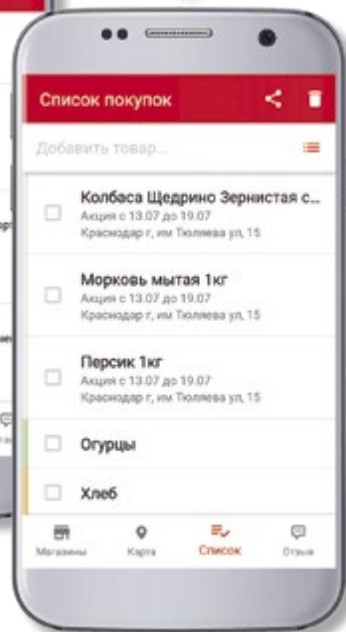 Список покупок
Добавить товар...
Колбаса Щедрино Зернистая с...
Акция с 13.07 до 19.07
Краснодар г, им Тюляева ул, 15
Морковь мытая 1кг
Акция с 13.07 до 19.07
Краснодар г, им Тюляева ул, 15
Персик 1кг
Акция с 13.07 до 19.07
Краснодар г, им Тюляева ул, 15
Огурцы
Хлеб
Магазины Карта Список Отзыв